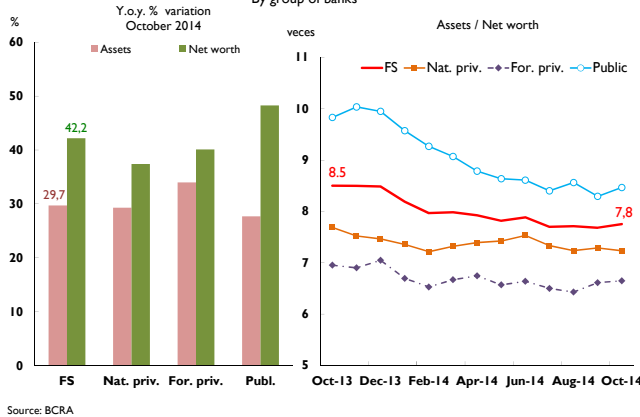 By group of banks
Y.o.y. % variation
October 2014
%
Assets
Net worth
60
50
40
30
20
10
0
42,2
29,7
FS
Nat. priv.
For. priv.
Publ.
Assets / Net worth
veces
FS
Nat. priv.
For. priv.
Public
11
10
9
8
7
6
5
8.5
7,8
Oct-13
Dec-13
Feb-14
Apr-14
Jun-14
Aug-14
Oct-14
Source: BCRA